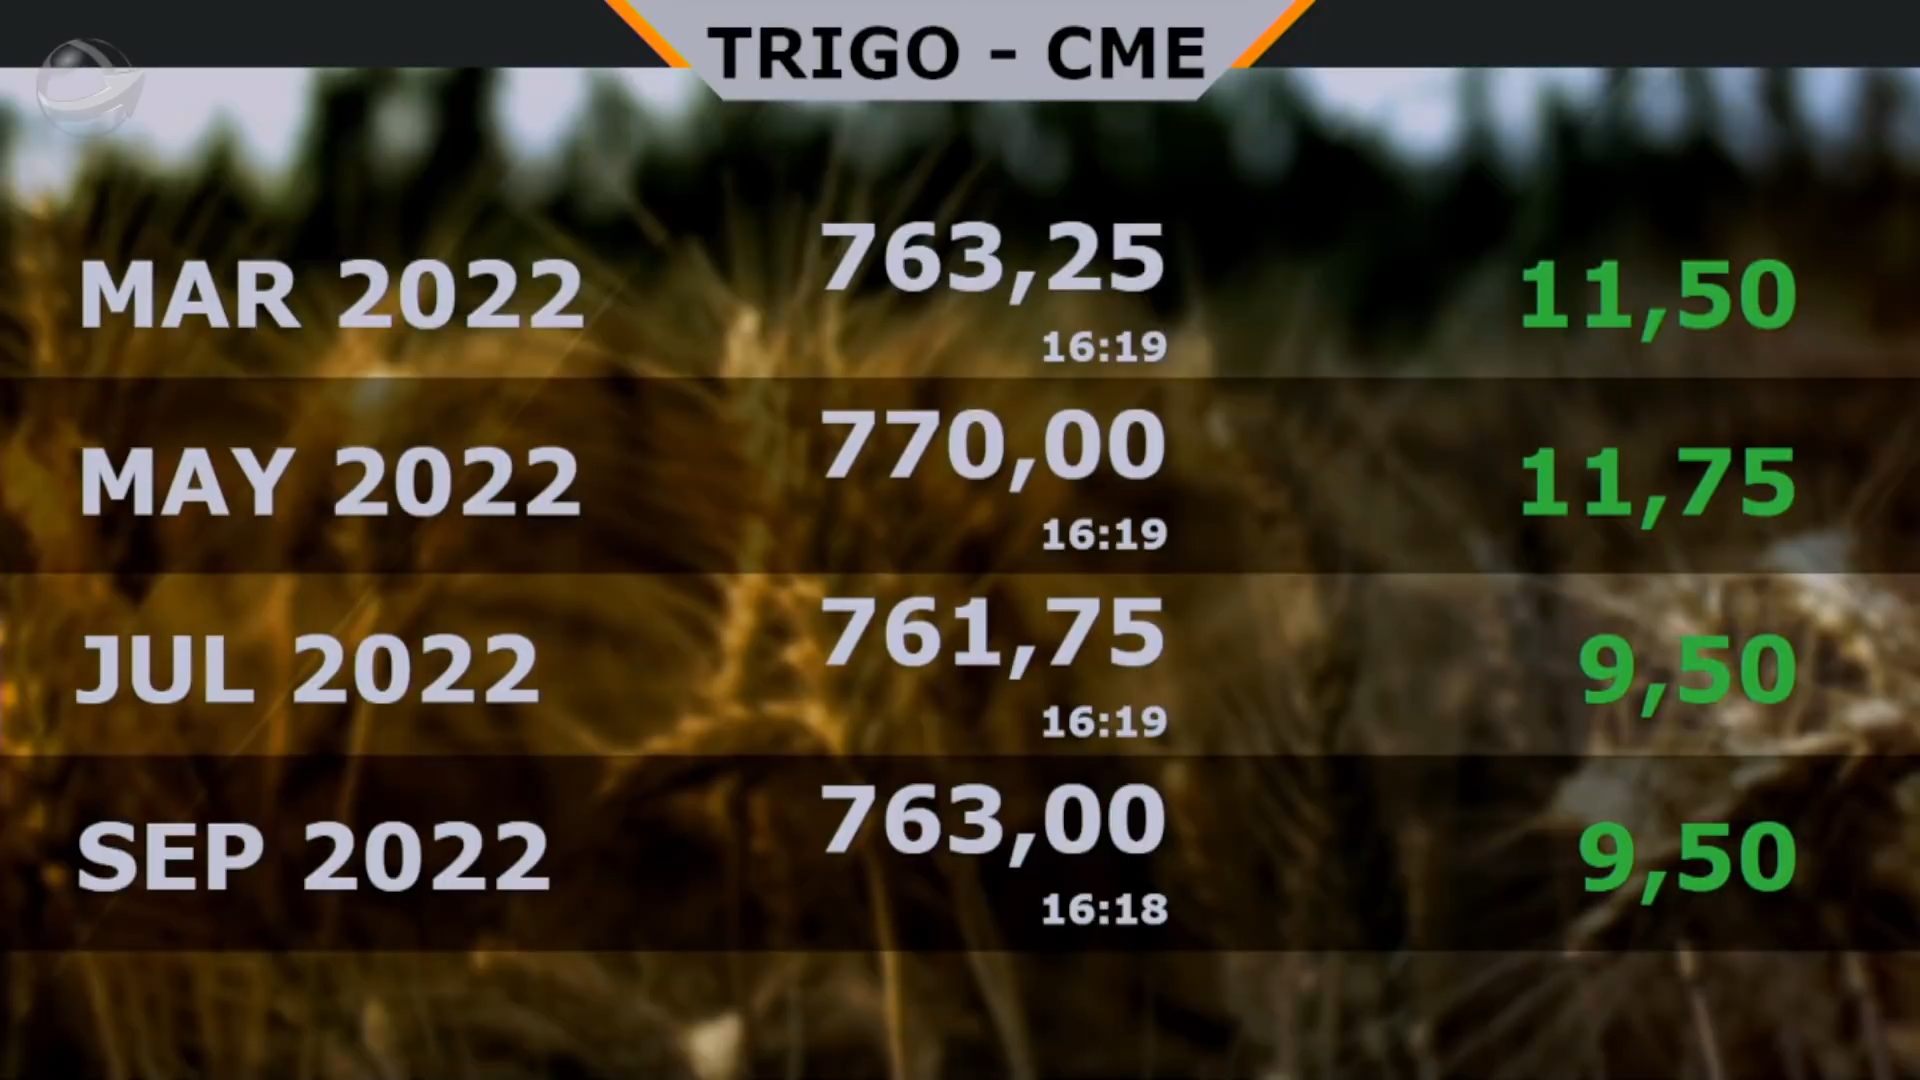 TRIGO - CME
MAR 2022 763,25 11,50
16:19
MAY 2022 770,00 11,75
16:19
JUL 2022 761,75 9,50
16:19
SEP 2022 763,00 9,50
16:18